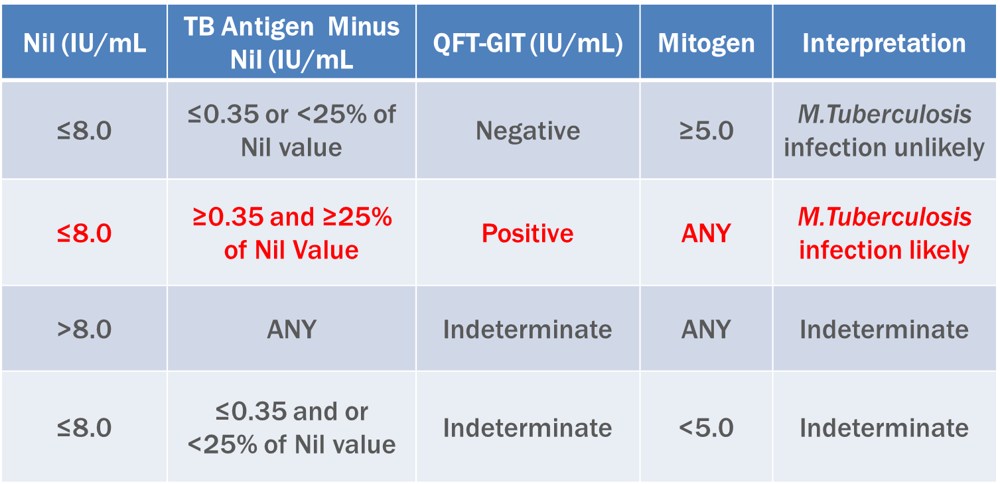 Nil (IU/mL
TB Antigen Minus
Nil (IU/mL
QFT-GIT (IU/mL)
Mitogen
Interpretation
≤8.0
≤0.35 or <25% of
Nil value
Negative
≥5.0
M.Tuberculosis
infection unlikely
≤8.0
≥0.35 and ≥25%
of Nil Value
Positive
ANY
M.Tuberculosis
infection likely
>8.0
ANY
Indeterminate
ANY
Indeterminate
≤8.0
≤0.35 and or
<25% of Nil value
Indeterminate
<5.0
Indeterminate